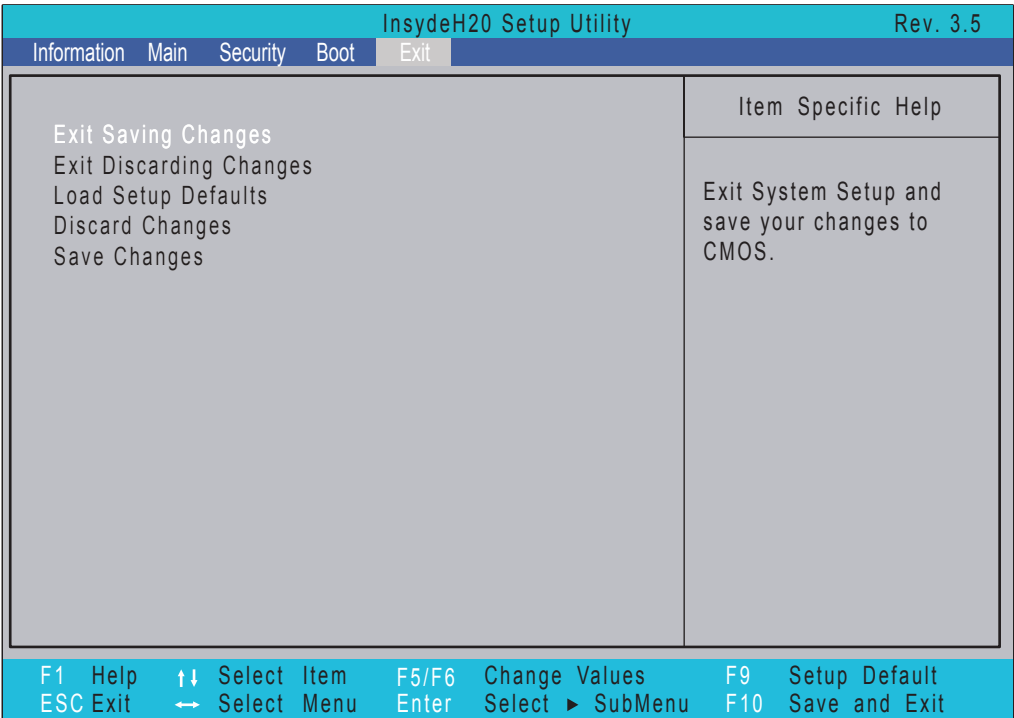 InsydeH20 Setup Utility Rev. 3.5
Information Main Security Boot Exit
Item Specific Help
Exit Saving Changes
Exit Discarding Changes
Load Setup Defaults
Discard Changes
Save Changes
Exit System Setup and
save your changes to
CMOS.
F1 Help ↑↓ Select Item F5/F6 Change Values F9 Setup Default
ESC Exit ↔ Select Menu Enter Select ► SubMenu F10 Save and Exit